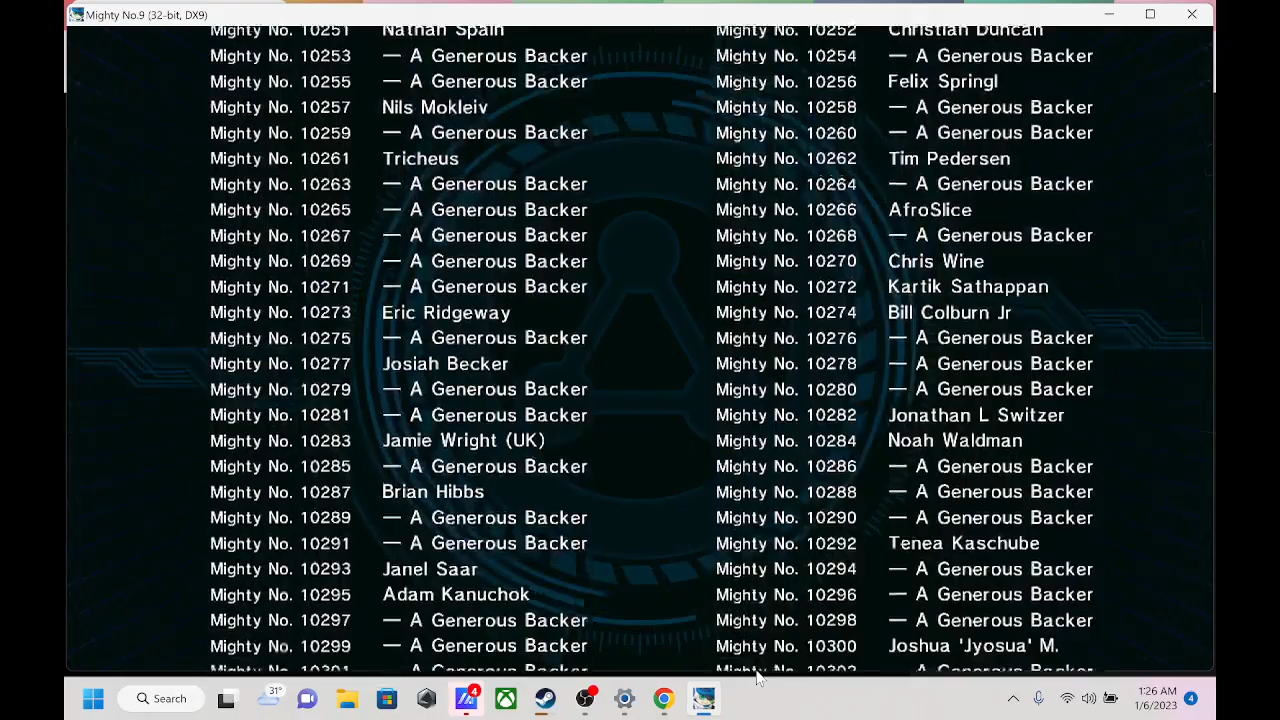 Mighty No.9 (32-bit, DX9)
Mighty No. 10251 Nathan Spain Mighty No. 10252 Christian Duncan
Mighty No. 10253 — A Generous Backer Mighty No. 10254 — A Generous Backer
Mighty No. 10255 — A Generous Backer Mighty No. 10256 Felix Springl
Mighty No. 10257 Nils Mokleiv Mighty No. 10258 — A Generous Backer
Mighty No. 10259 — A Generous Backer Mighty No. 10260 — A Generous Backer
Mighty No. 10261 Tricheus Mighty No. 10262 Tim Pedersen
Mighty No. 10263 — A Generous Backer Mighty No. 10264 — A Generous Backer
Mighty No. 10265 — A Generous Backer Mighty No. 10266 AfroSlice
Mighty No. 10267 — A Generous Backer Mighty No. 10268 — A Generous Backer
Mighty No. 10269 — A Generous Backer Mighty No. 10270 Chris Wine
Mighty No. 10271 — A Generous Backer Mighty No. 10272 Kartik Sathappan
Mighty No. 10273 Eric Ridgeway Mighty No. 10274 Bill Colburn Jr
Mighty No. 10275 — A Generous Backer Mighty No. 10276 — A Generous Backer
Mighty No. 10277 Josiah Becker Mighty No. 10278 — A Generous Backer
Mighty No. 10279 — A Generous Backer Mighty No. 10280 — A Generous Backer
Mighty No. 10281 — A Generous Backer Mighty No. 10282 Jonathan L Switzer
Mighty No. 10283 Jamie Wright (UK) Mighty No. 10284 Noah Waldman
Mighty No. 10285 — A Generous Backer Mighty No. 10286 — A Generous Backer
Mighty No. 10287 Brian Hibbs Mighty No. 10288 — A Generous Backer
Mighty No. 10289 — A Generous Backer Mighty No. 10290 — A Generous Backer
Mighty No. 10291 — A Generous Backer Mighty No. 10292 Tenea Kaschube
Mighty No. 10293 Janel Saar Mighty No. 10294 — A Generous Backer
Mighty No. 10295 Adam Kanuchok Mighty No. 10296 — A Generous Backer
Mighty No. 10297 — A Generous Backer Mighty No. 10298 — A Generous Backer
Mighty No. 10299 — A Generous Backer Mighty No. 10300 Joshua 'Jyosua' M.
Mighty No. 10301 — A Generous Backer Mighty No. 10302 — A Generous Backer
31° Search 4 1:26 AM 4
1/6/2023